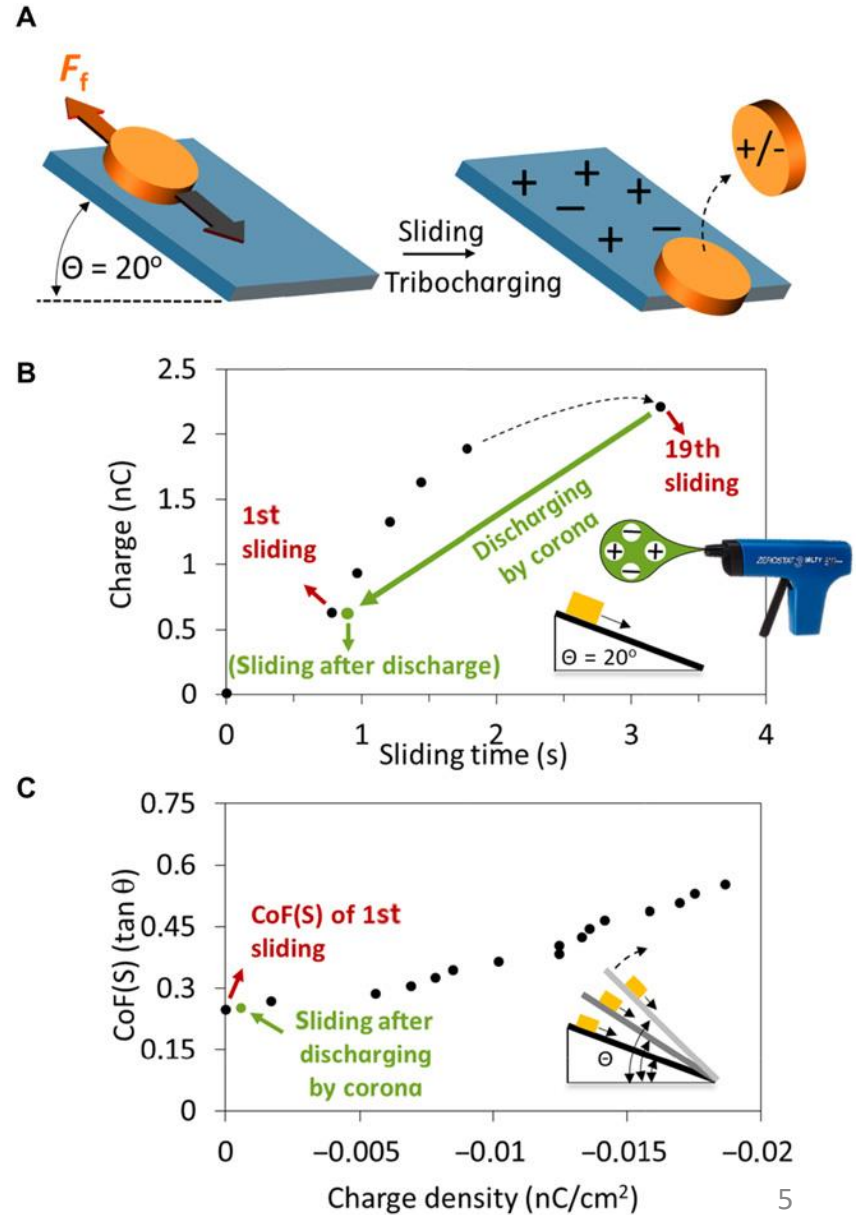 A
Ff
Θ = 20°
Sliding
Tribocharging
+ + + + + − −
+/-
B
Charge (nC)
2.5
2
1.5
1
0.5
0
1st
sliding
19th
sliding
Discharging
by corona
(Sliding after discharge)
− + + −
ZEROSTAT 3
Θ = 20°
0 1 2 3 4
Sliding time (s)
C
CoF(S) (tan θ)
0.75
0.6
0.45
0.3
0.15
0
CoF(S) of 1st
sliding
Sliding after
discharging
by corona
Θ
0 −0.005 −0.01 −0.015 −0.02
Charge density (nC/cm²)
5